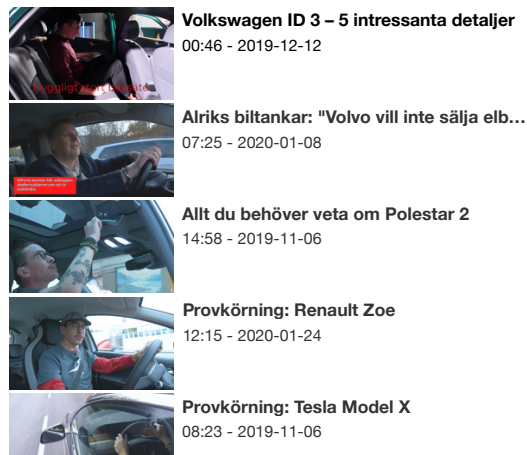 Volkswagen ID 3 – 5 intressanta detaljer
00:46 - 2019-12-12
Alriks biltankar: "Volvo vill inte sälja elb…
07:25 - 2020-01-08
Allt du behöver veta om Polestar 2
14:58 - 2019-11-06
Provkörning: Renault Zoe
12:15 - 2020-01-24
Provkörning: Tesla Model X
08:23 - 2019-11-06